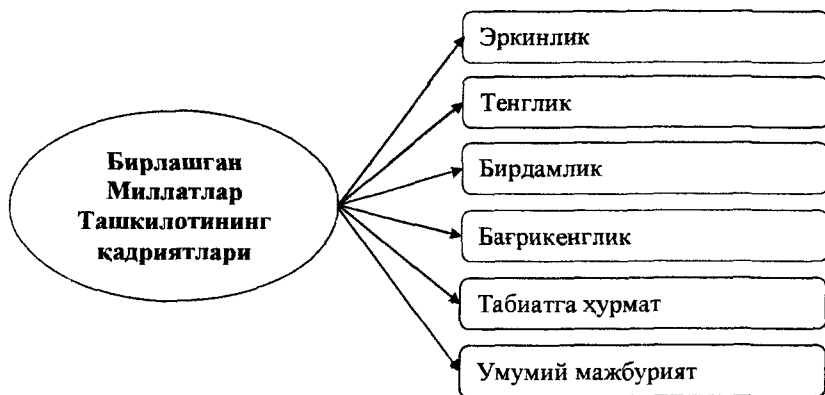 Бирлашган
Миллатлар
Ташкилотининг
қадриятлари
Эркинлик
Тенглик
Бирдамлик
Бағрикенглик
Табиатга ҳурмат
Умумий мажбурият